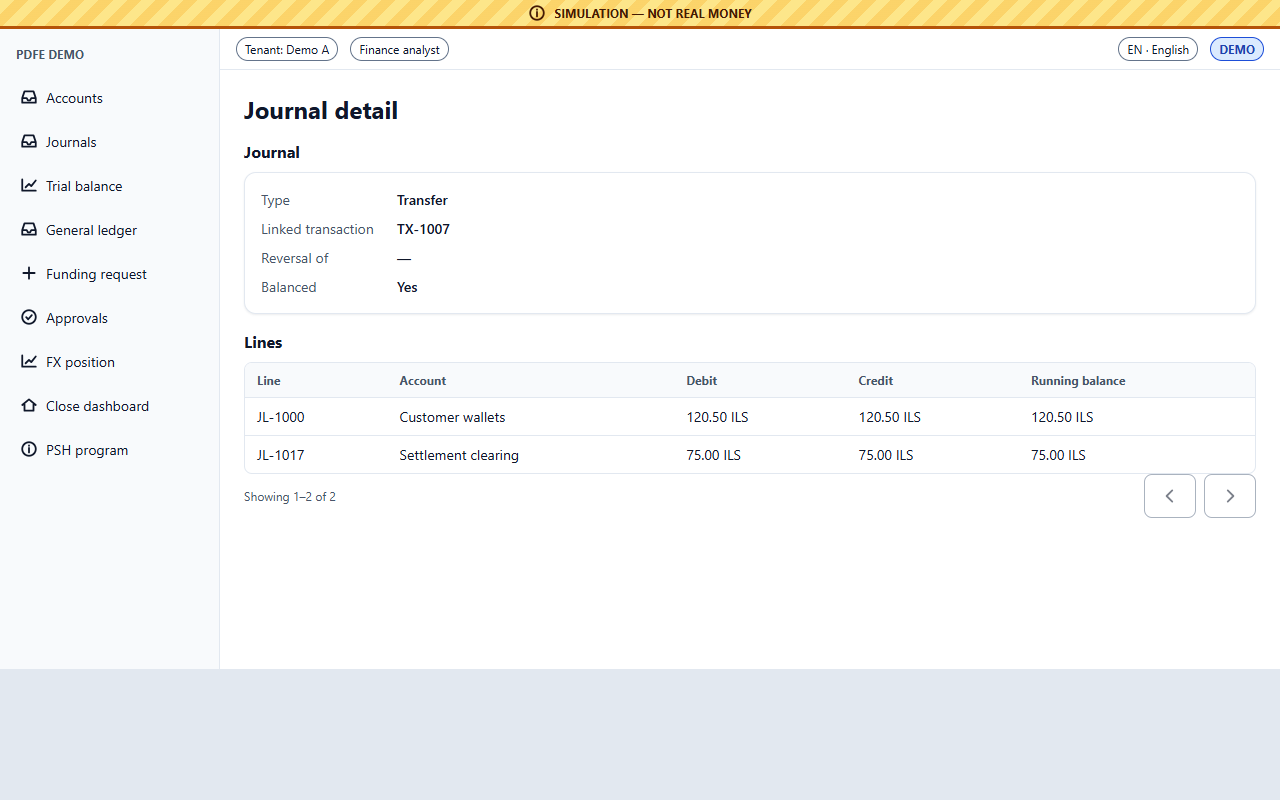 SIMULATION — NOT REAL MONEY
PDFE DEMO
Tenant: Demo A
Finance analyst
EN · English
DEMO
Accounts
Journals
Trial balance
General ledger
Funding request
Approvals
FX position
Close dashboard
PSH program
Journal detail
Journal
Type Transfer
Linked transaction TX-1007
Reversal of —
Balanced Yes
Lines
Line Account Debit Credit Running balance
JL-1000 Customer wallets 120.50 ILS 120.50 ILS 120.50 ILS
JL-1017 Settlement clearing 75.00 ILS 75.00 ILS 75.00 ILS
Showing 1–2 of 2